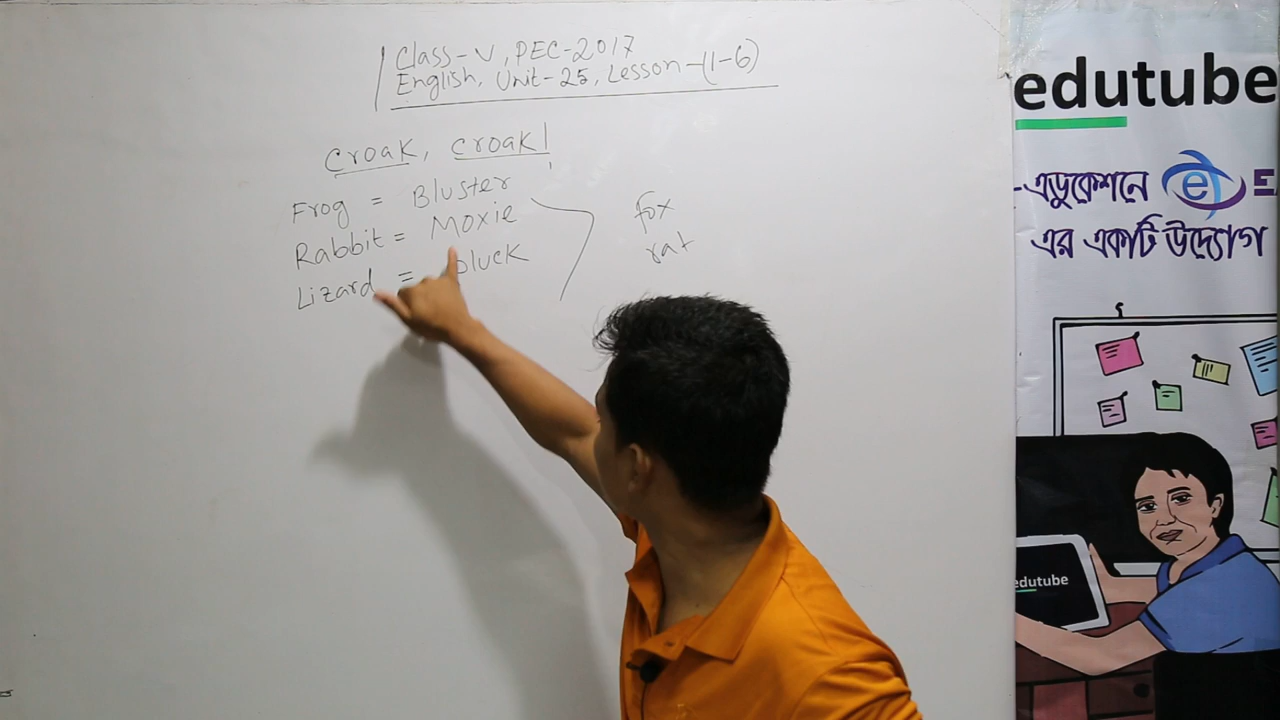 Class-V, PEC-2017
English, Unit-25, Lesson-(1-6)
Croak, croak!
Frog = Bluster
Rabbit = Moxie
Lizard = pluck
fox
rat
edutube
-এডুকেশনে e E
এর একটি উদ্যোগ
edutube